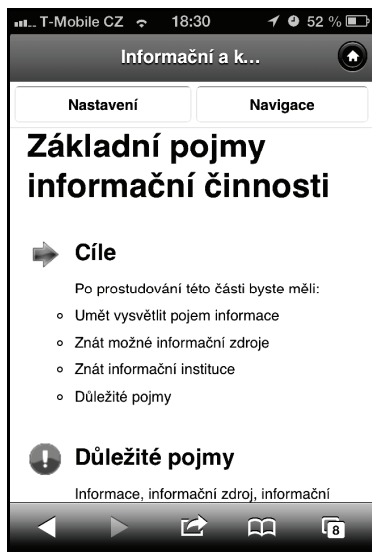 T-Mobile CZ 18:30 52 %
Informační a k...
Nastavení Navigace
Základní pojmy
informační činnosti
Cíle
Po prostudování této části byste měli:
Umět vysvětlit pojem informace
Znát možné informační zdroje
Znát informační instituce
Důležité pojmy
Důležité pojmy
Informace, informační zdroj, informační
8